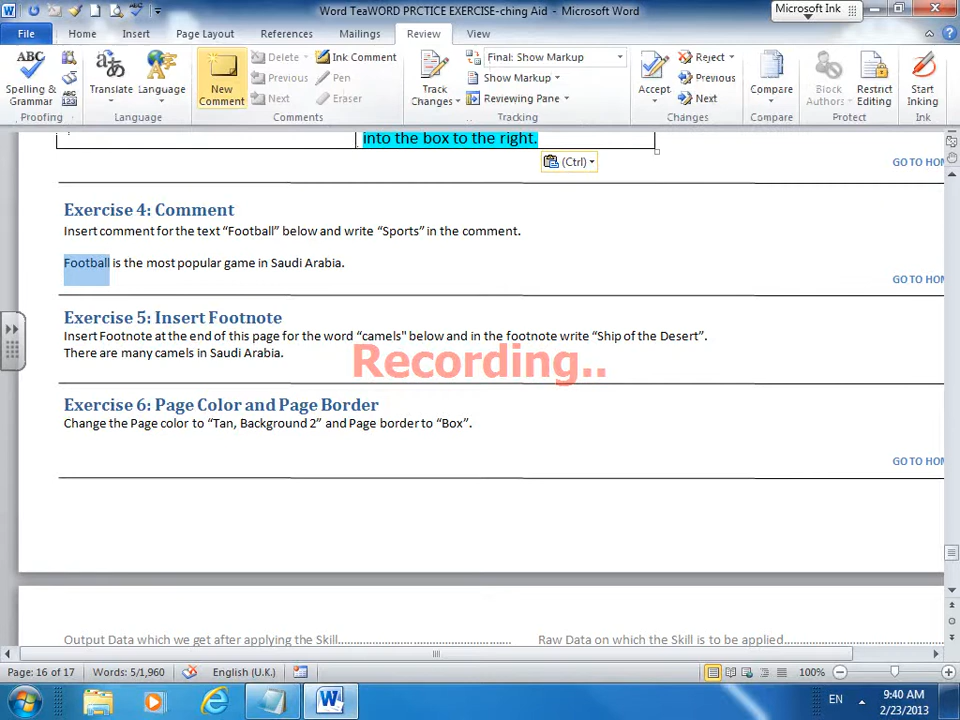 Word TeaWORD PRCTICE EXERCISE-ching Aid - Microsoft Word
Microsoft Ink
File Home Insert Page Layout References Mailings Review View
ABC
Spelling & Grammar
Proofing
Translate Language
Language
New Comment
Delete Ink Comment
Previous Pen
Next Eraser
Comments
Track Changes
Final: Show Markup
Show Markup
Reviewing Pane
Tracking
Accept
Reject
Previous
Next
Changes
Compare
Compare
Block Authors
Restrict Editing
Protect
Start Inking
Ink
into the box to the right.
(Ctrl)
GO TO HOM
Exercise 4: Comment
Insert comment for the text “Football” below and write “Sports” in the comment.
Football is the most popular game in Saudi Arabia.
GO TO HOM
Exercise 5: Insert Footnote
Insert Footnote at the end of this page for the word “camels" below and in the footnote write “Ship of the Desert”.
There are many camels in Saudi Arabia.
Recording..
Exercise 6: Page Color and Page Border
Change the Page color to “Tan, Background 2” and Page border to “Box”.
GO TO HOM
Output Data which we get after applying the Skill................................................... Raw Data on which the Skill is to be applied................................................
Page: 16 of 17 Words: 5/1,960 English (U.K.) 100%
EN 9:40 AM
2/23/2013